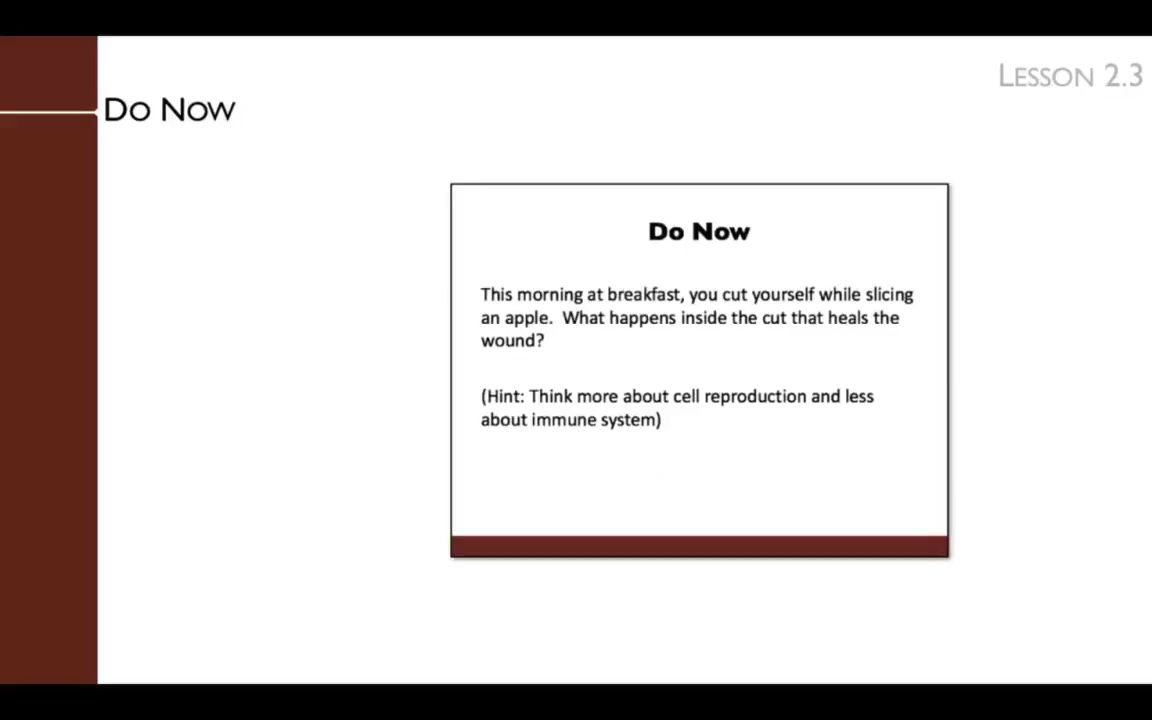 LESSON 2.3
DO NOW
Do Now
This morning at breakfast, you cut yourself while slicing
an apple.  What happens inside the cut that heals the
wound?
(Hint: Think more about cell reproduction and less
about immune system)